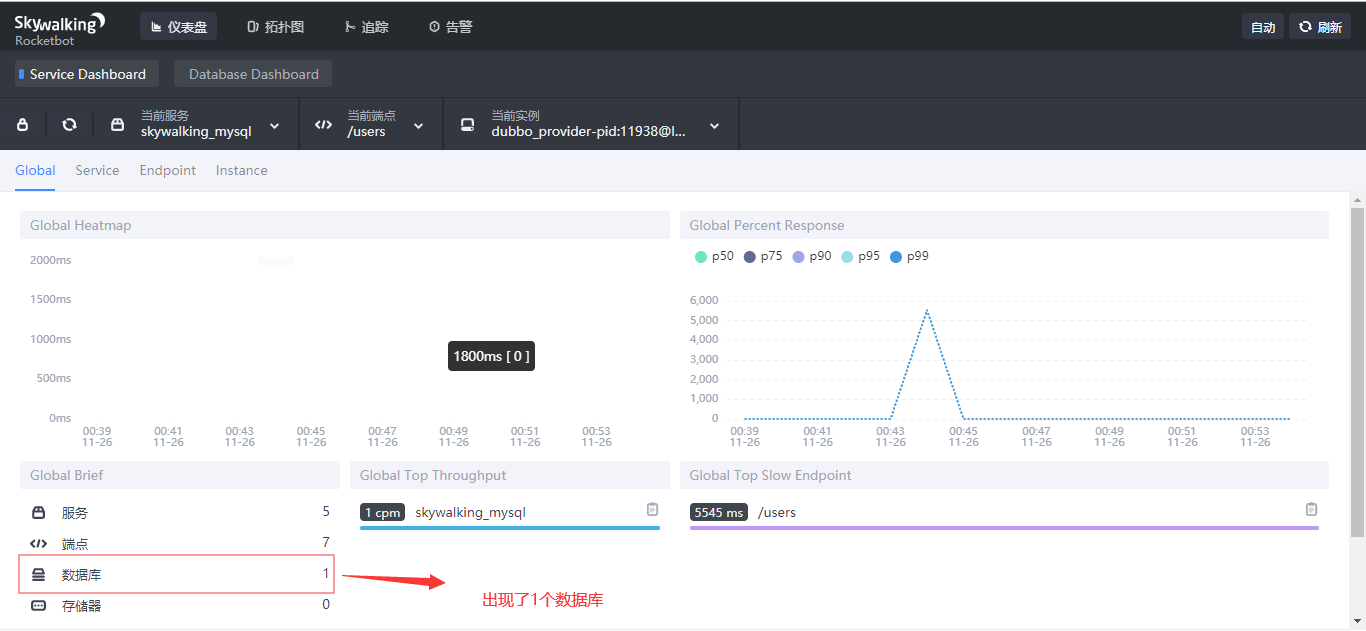 Skywalking
Rocketbot
仪表盘 拓扑图 追踪 告警 自动 刷新
Service Dashboard Database Dashboard
当前服务 当前端点 当前实例
skywalking_mysql /users dubbo_provider-pid:11938@l...
Global Service Endpoint Instance
Global Heatmap
2000ms
1500ms
1000ms
500ms
0ms
1800ms [ 0 ]
00:39 00:41 00:43 00:45 00:47 00:49 00:51 00:53
11-26 11-26 11-26 11-26 11-26 11-26 11-26 11-26
Global Percent Response
p50 p75 p90 p95 p99
6,000
5,000
4,000
3,000
2,000
1,000
0
00:39 00:41 00:43 00:45 00:47 00:49 00:51 00:53
11-26 11-26 11-26 11-26 11-26 11-26 11-26 11-26
Global Brief
服务 5
端点 7
数据库 1
存储器 0
出现了1个数据库
Global Top Throughput
1 cpm skywalking_mysql
Global Top Slow Endpoint
5545 ms /users